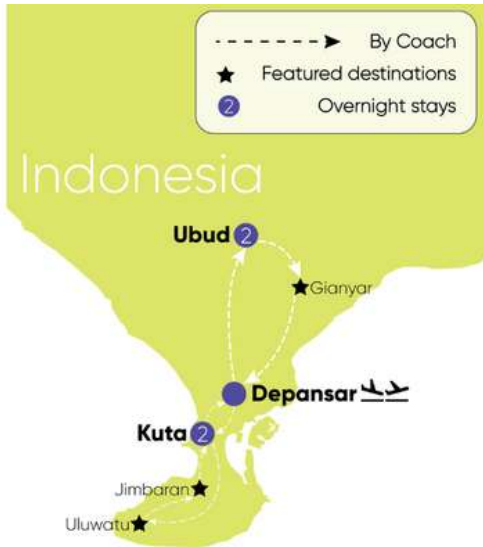 By Coach
Featured destinations
2 Overnight stays
Indonesia
Ubud 2
Gianyar
Depansar
Kuta 2
Jimbaran
Uluwatu